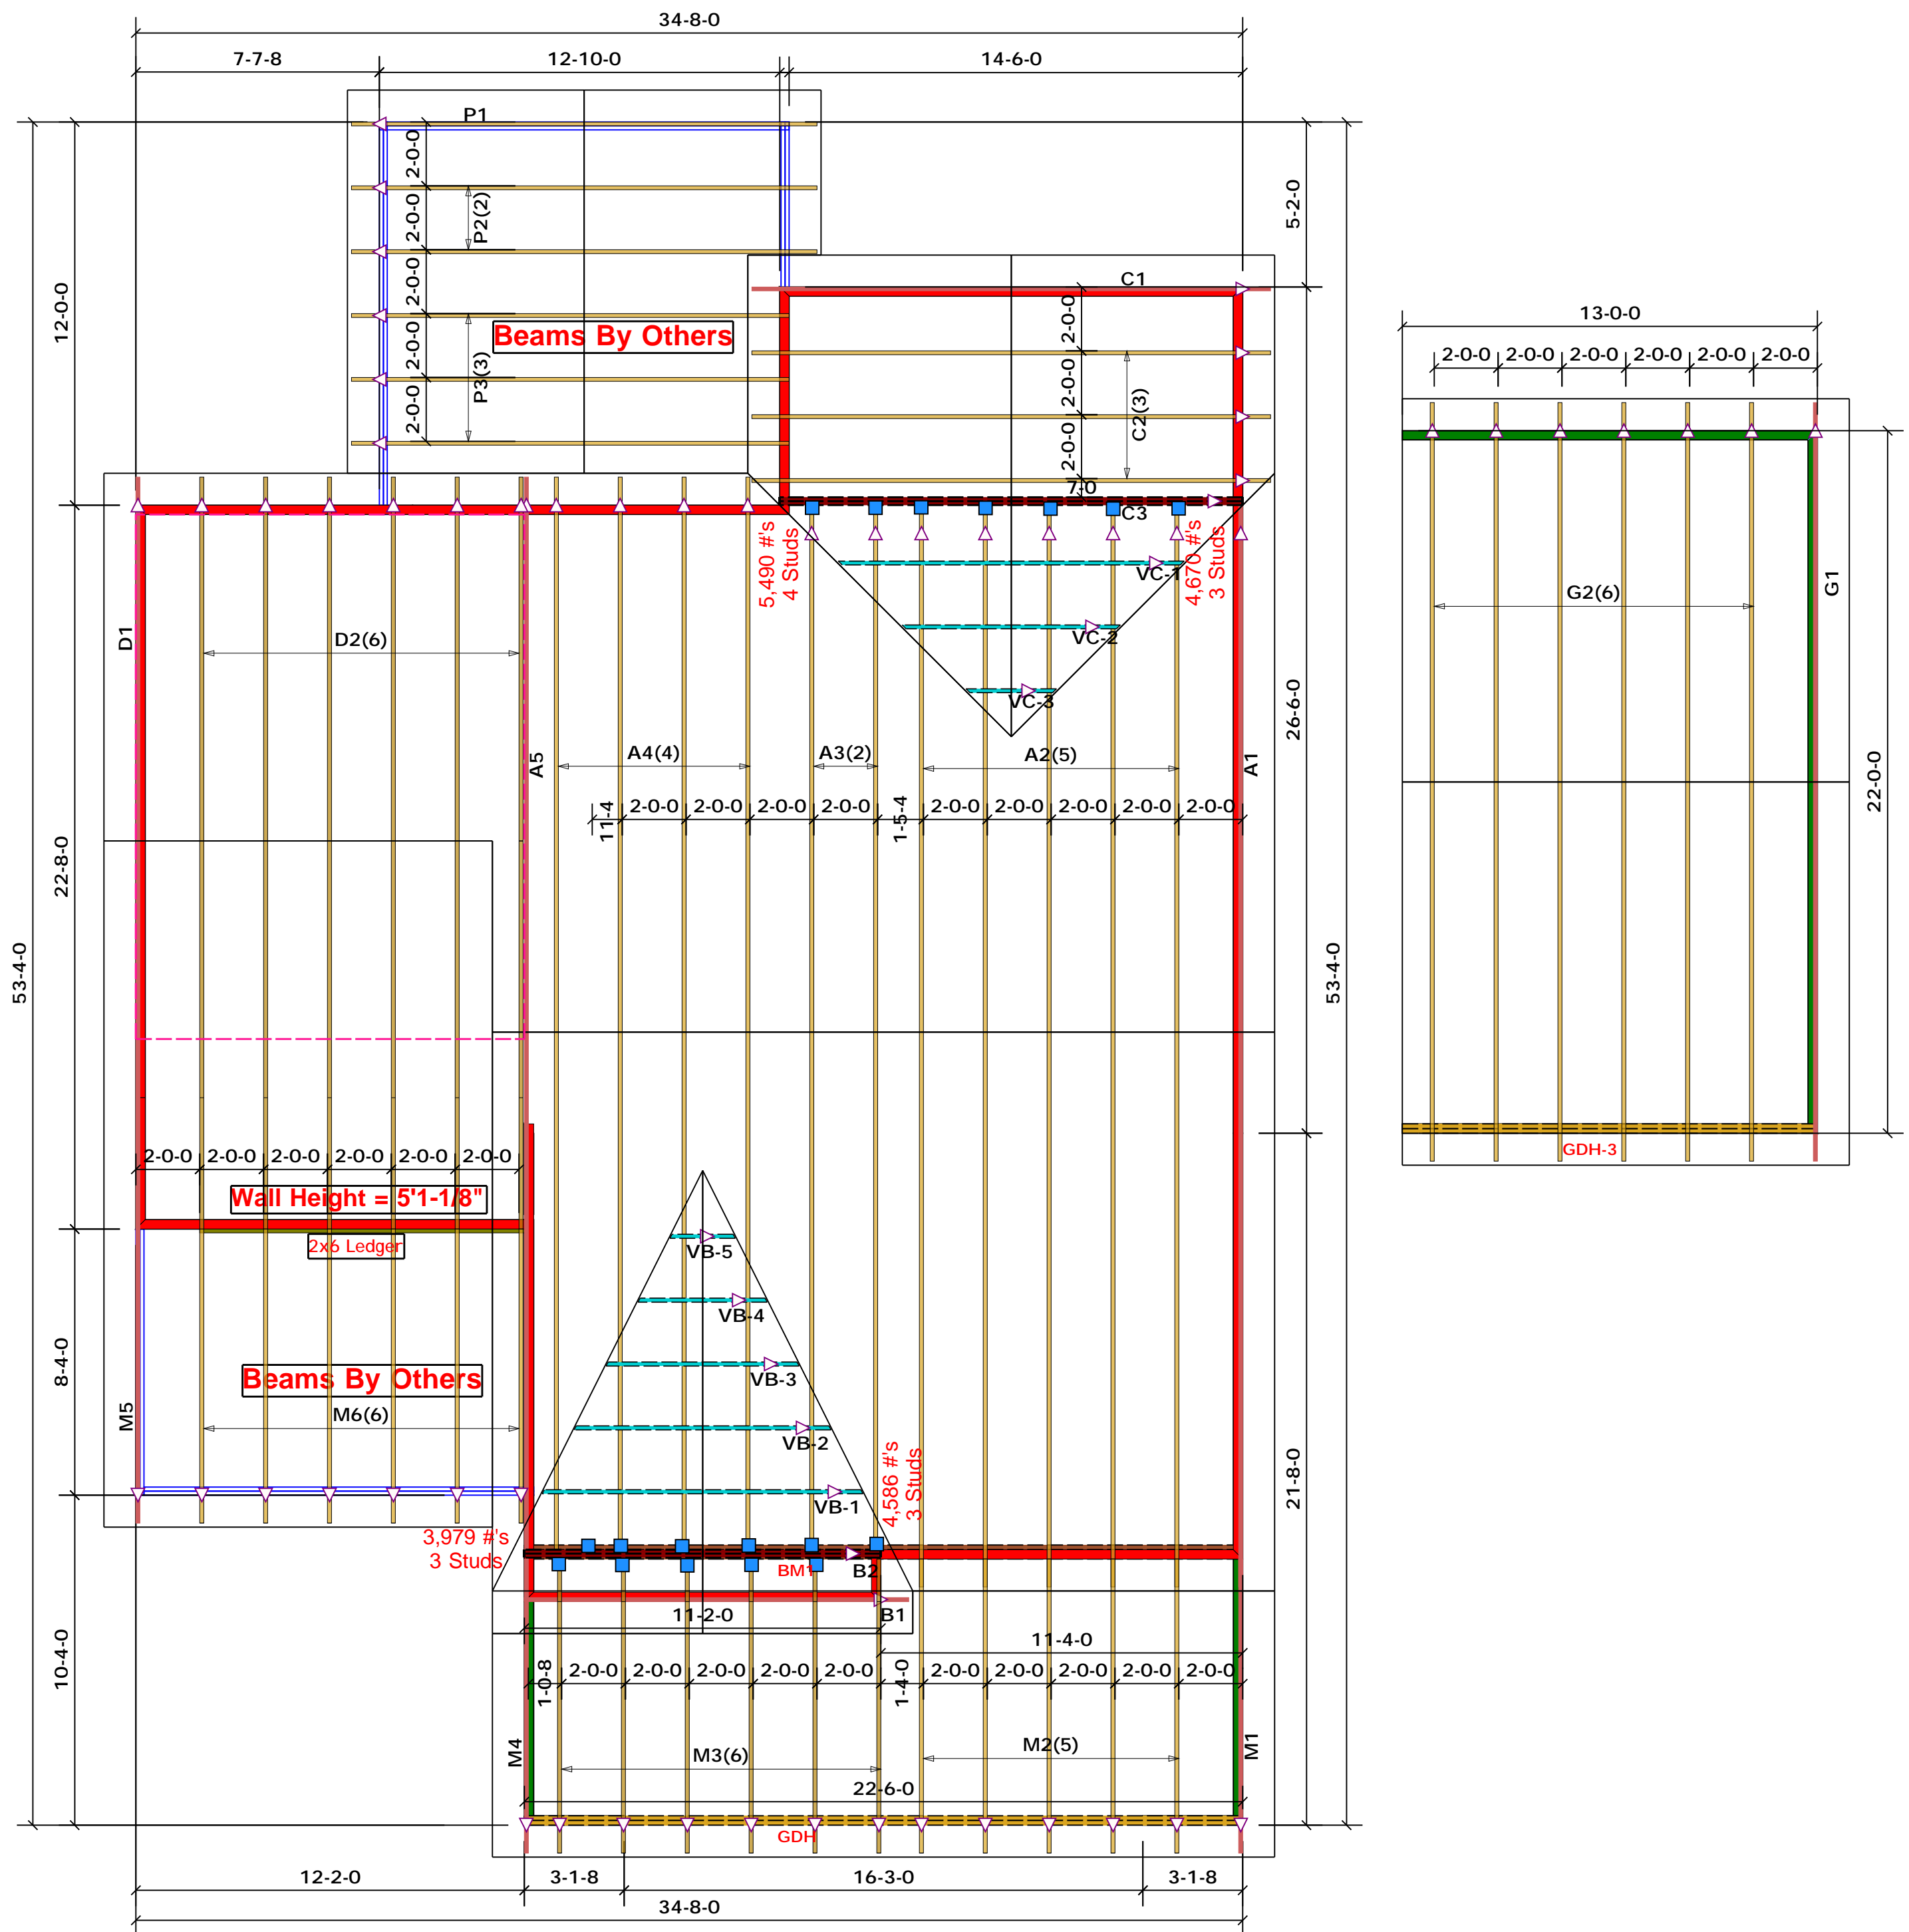 34-8-0
7-7-8
12-10-0
14-6-0
P1
2-0-0
2-0-0
2-0-0
2-0-0
2-0-0
P2(2)
P3(3)
Beams By Others
12-0-0
5-2-0
C1
2-0-0
2-0-0
2-0-0
C2(3)
7-0
C3
5,490 #'s
4 Studs
4,670 #'s
3 Studs
VC-1
VC-2
VC-3
13-0-0
2-0-0
2-0-0
2-0-0
2-0-0
2-0-0
2-0-0
G2(6)
G1
22-0-0
GDH-3
D1
D2(6)
A5
A4(4)
A3(2)
A2(5)
A1
26-6-0
11-4
2-0-0
2-0-0
2-0-0
2-0-0
1-5-4
2-0-0
2-0-0
2-0-0
2-0-0
2-0-0
22-8-0
53-4-0
53-4-0
2-0-0
2-0-0
2-0-0
2-0-0
2-0-0
2-0-0
Wall Height = 5'1-1/8"
2x6 Ledger
8-4-0
Beams By Others
M5
M6(6)
VB-5
VB-4
VB-3
VB-2
VB-1
4,586 #'s
3 Studs
3,979 #'s
3 Studs
21-8-0
BM1
B2
B1
11-2-0
11-4-0
10-4-0
1-0-8
2-0-0
2-0-0
2-0-0
2-0-0
2-0-0
1-4-0
2-0-0
2-0-0
2-0-0
2-0-0
2-0-0
M4
M3(6)
M2(5)
M1
22-6-0
GDH
12-2-0
3-1-8
16-3-0
3-1-8
34-8-0